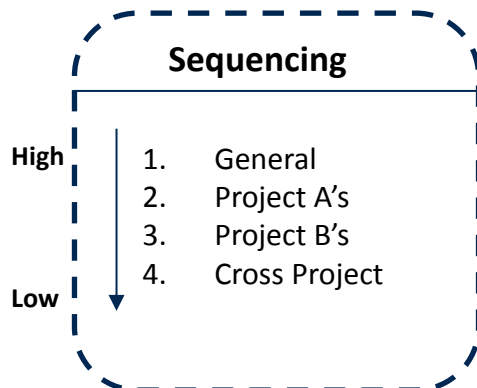 Sequencing
High
1. General
2. Project A’s
3. Project B’s
4. Cross Project
Low